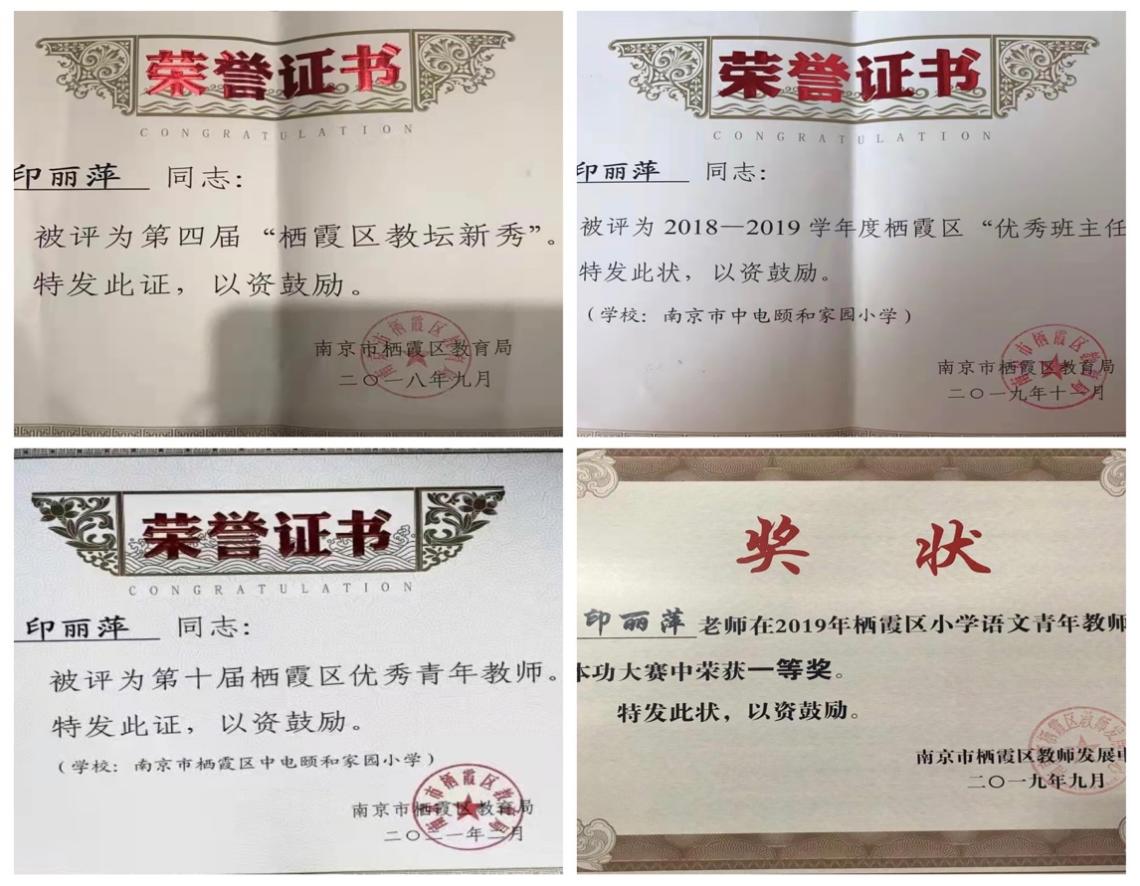 荣誉证书
CONGRATULATION
印丽萍 同志:
被评为第四届“栖霞区教坛新秀”。
特发此证，以资鼓励。
南京市栖霞区教育局
二〇一八年九月
荣誉证书
CONGRATULATION
印丽萍 同志:
被评为2018—2019学年度栖霞区“优秀班主任
特发此状，以资鼓励。
（学校：南京市中电颐和家园小学）
南京市栖霞区教育局
二〇一九年十一月
荣誉证书
CONGRATULATION
印丽萍 同志:
被评为第十届栖霞区优秀青年教师。
特发此证，以资鼓励。
（学校：南京市栖霞区中电颐和家园小学）
南京市栖霞区教育局
二〇二一年二月
奖状
印丽萍 老师在2019年栖霞区小学语文青年教师
本功大赛中荣获一等奖。
特发此状，以资鼓励。
南京市栖霞区教师发展中
二〇一九年九月